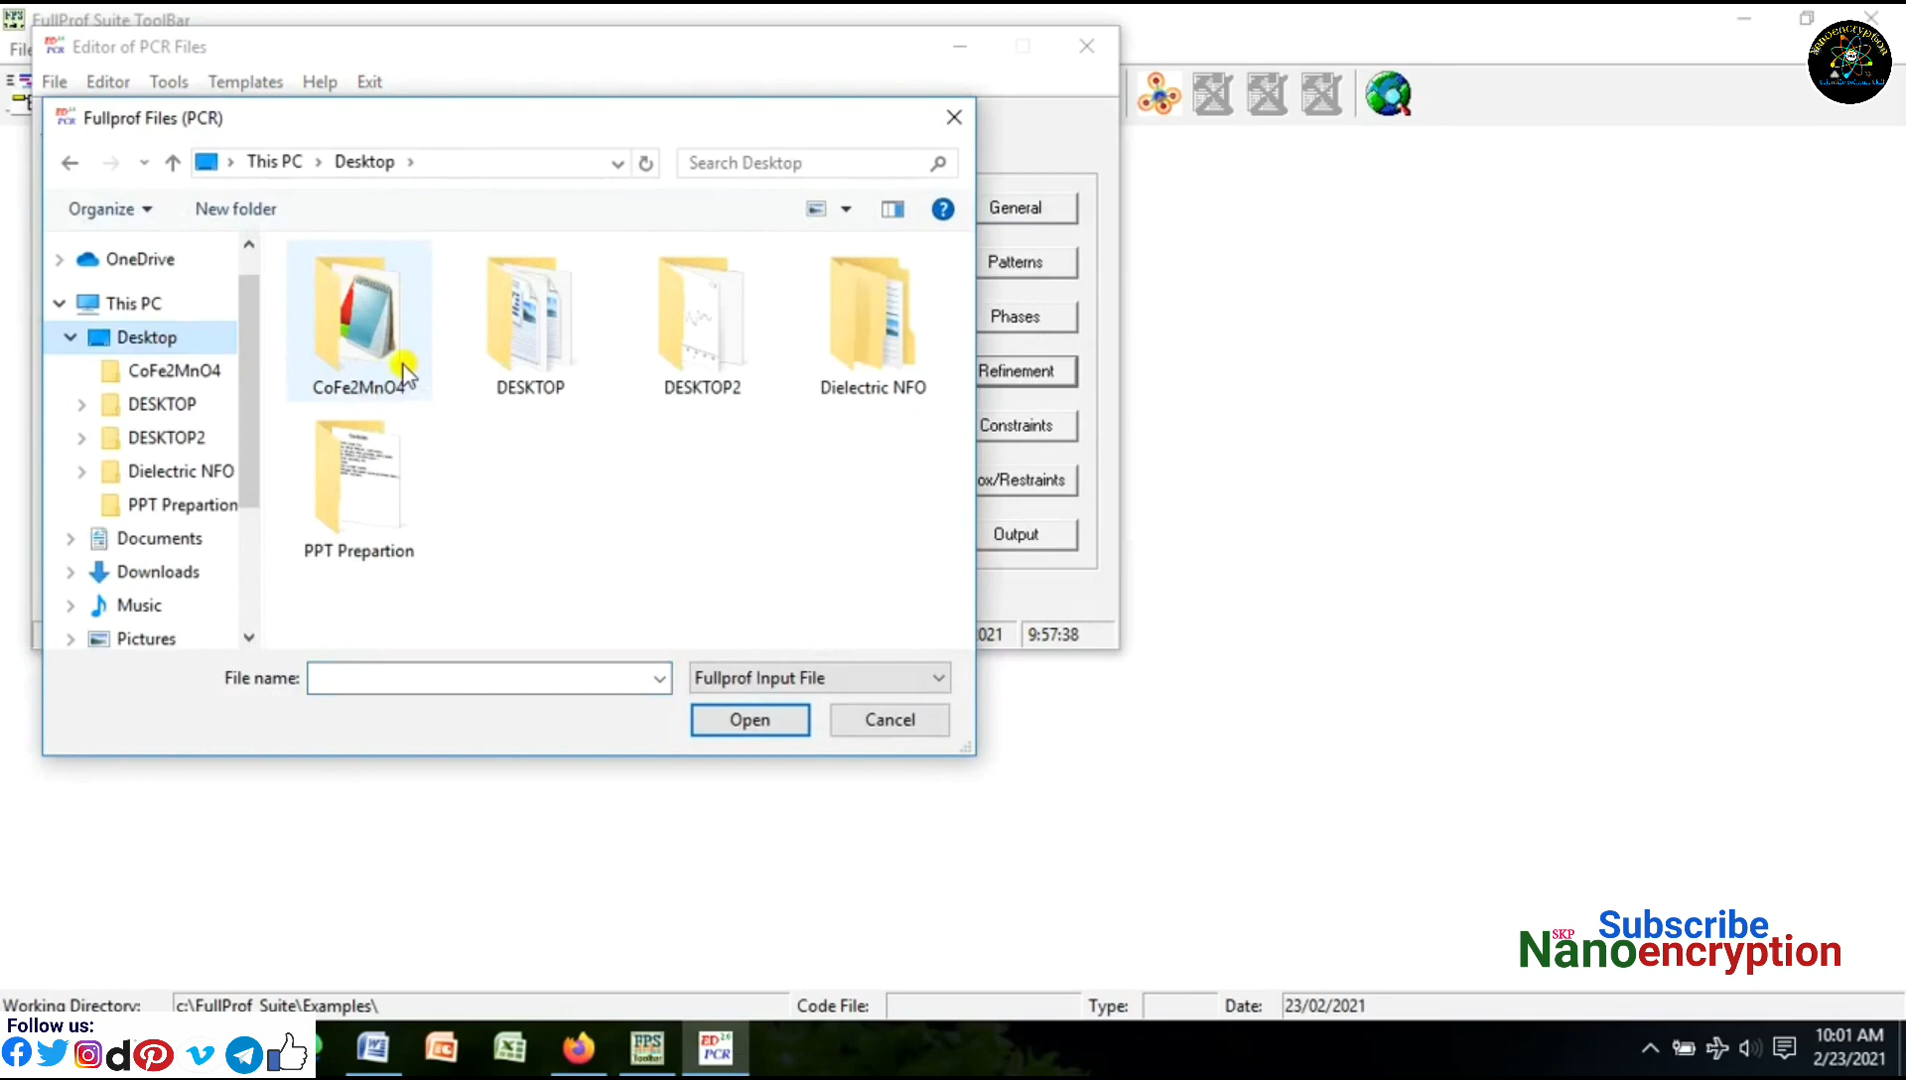 FullProf Suite ToolBar
Editor of PCR Files
File Editor Tools Templates Help Exit
Fullprof Files (PCR)
This PC > Desktop >
Search Desktop
Organize New folder
OneDrive
This PC
Desktop
CoFe2MnO4
DESKTOP
DESKTOP2
Dielectric NFO
PPT Prepartion
Documents
Downloads
Music
Pictures
CoFe2MnO4 DESKTOP DESKTOP2 Dielectric NFO
PPT Prepartion
General
Patterns
Phases
Refinement
Constraints
ox/Restraints
Output
021 9:57:38
File name: Fullprof Input File
Open Cancel
Subscribe
SKP
Nanoencryption
Working Directory: c:\FullProf_Suite\Examples\ Code File: Type: Date: 23/02/2021
Follow us:
FPS
Toolbar
ED
PCR
10:01 AM
2/23/2021